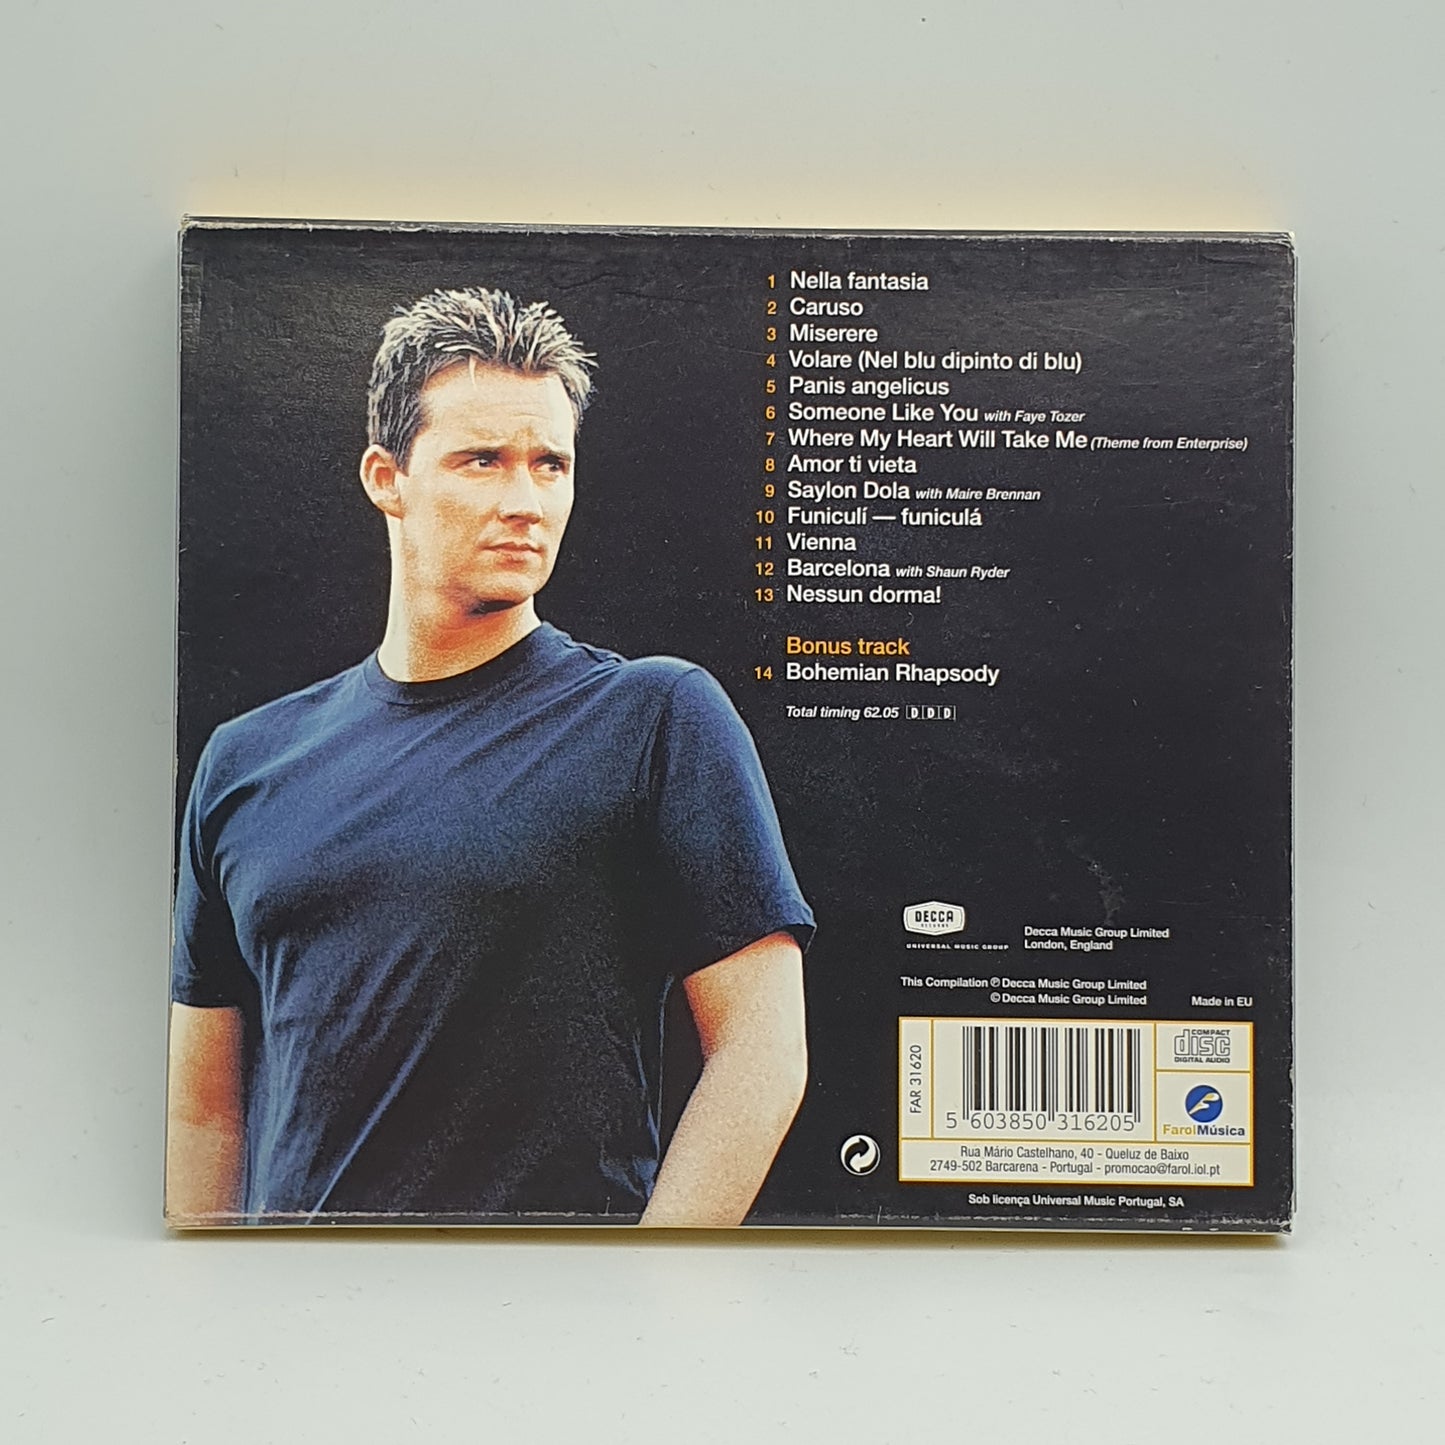 1 Nella fantasia
2 Caruso
3 Miserere
4 Volare (Nel blu dipinto di blu)
5 Panis angelicus
6 Someone Like You with Faye Tozer
7 Where My Heart Will Take Me (Theme from Enterprise)
8 Amor ti vieta
9 Saylon Dola with Maire Brennan
10 Funiculí — funiculá
11 Vienna
12 Barcelona with Shaun Ryder
13 Nessun dorma!
Bonus track
14 Bohemian Rhapsody
Total timing 62.05 DDD
DECCA
RECORDS
UNIVERSAL MUSIC GROUP
Decca Music Group Limited
London, England
This Compilation ℗ Decca Music Group Limited
© Decca Music Group Limited
Made in EU
FAR 31620
5 603850 316205
COMPACT
disc
DIGITAL AUDIO
FarolMúsica
Rua Mário Castelhano, 40 - Queluz de Baixo
2749-502 Barcarena - Portugal - promocao@farol.iol.pt
Sob licença Universal Music Portugal, SA